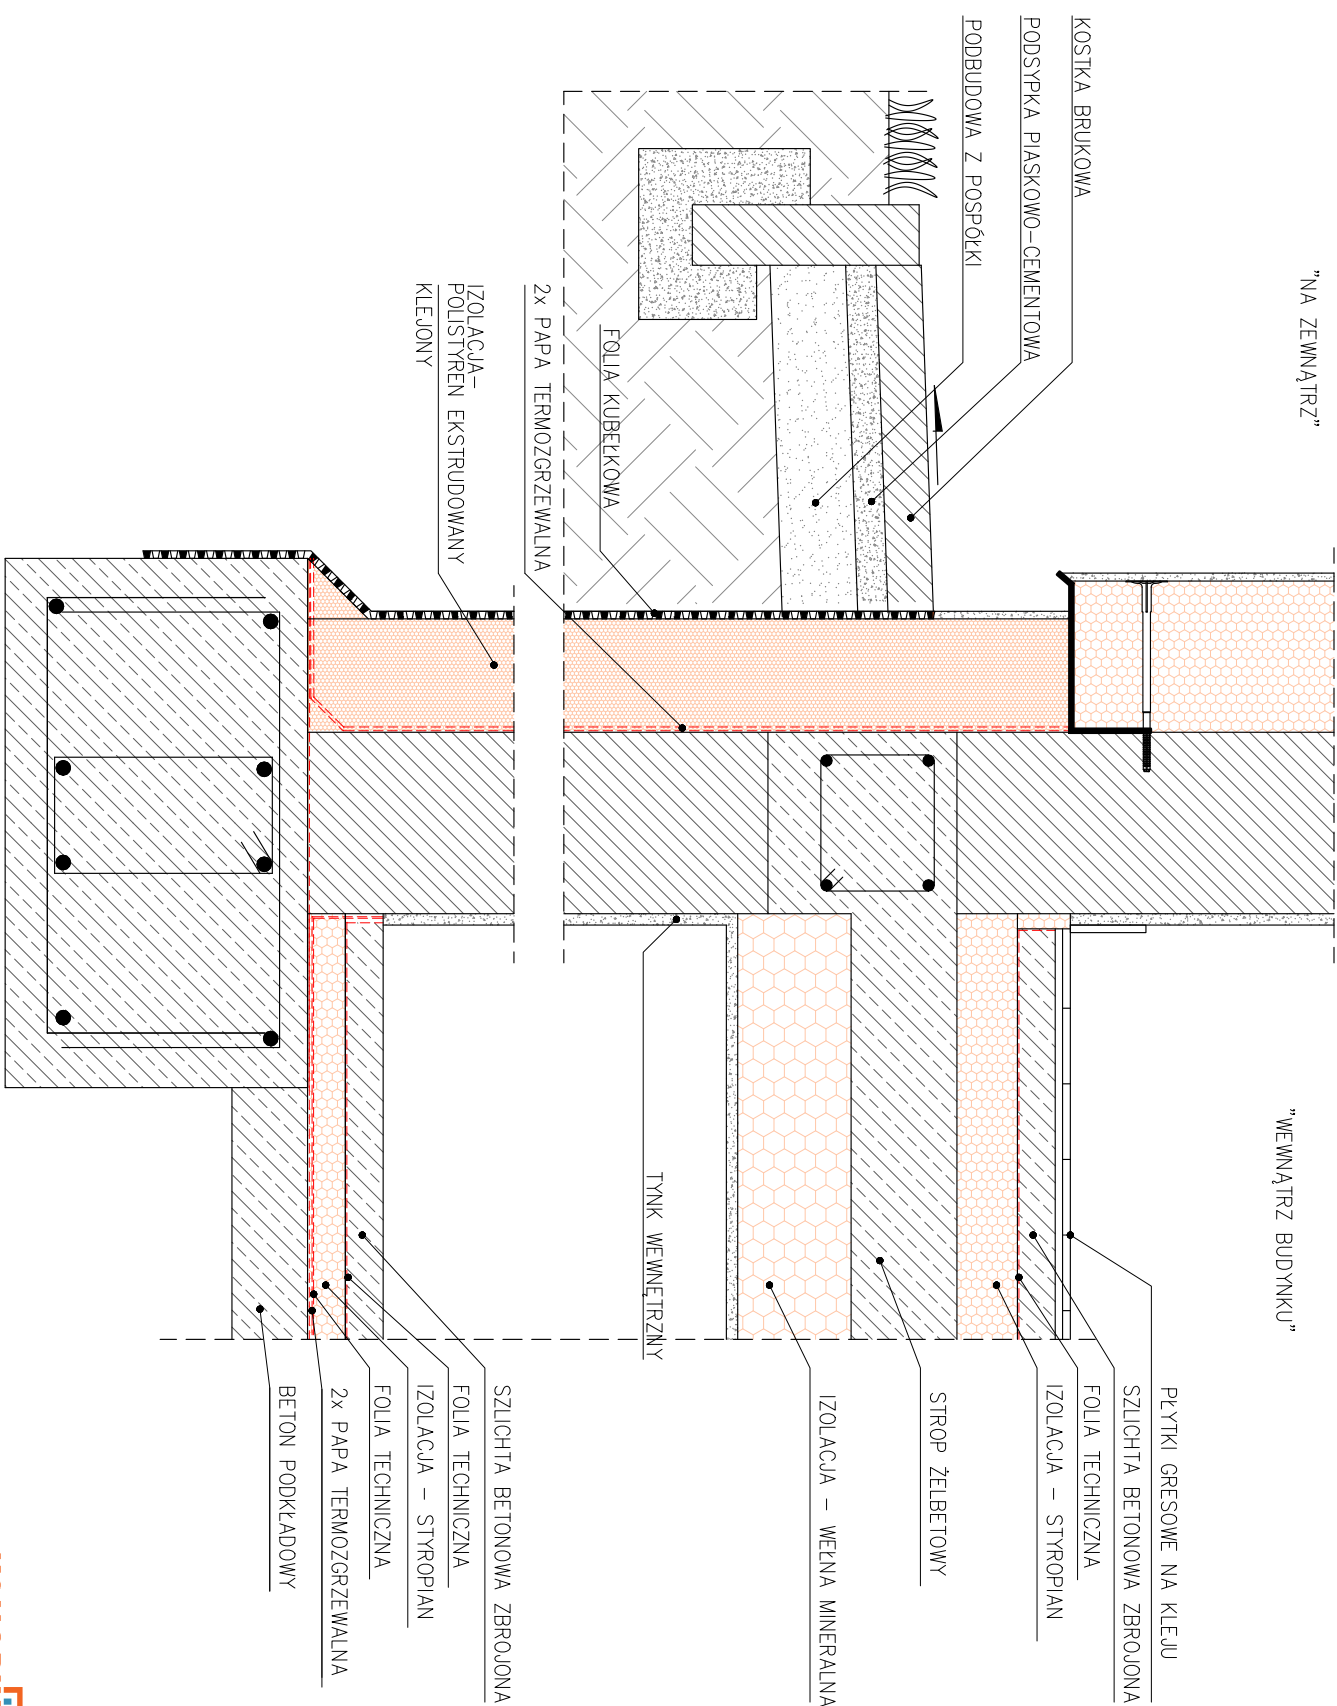 "NA ZEWNĄTRZ"
"WEWNĄTRZ BUDYNKU"
KOSTKA BRUKOWA
PODSYPKA PIASKOWO-CEMENTOWA
PODBUDOWA Z POSPÓŁKI
FOLIA KUBEŁKOWA
2x PAPA TERMOZGRZEWALNA
IZOLACJA-
POLISTYREN EKSTRUDOWANY
KLEJONY
PŁYTKI GRESOWE NA KLEJU
SZLICHTA BETONOWA ZBROJONA
FOLIA TECHNICZNA
IZOLACJA - STYROPIAN
STROP ŻELBETOWY
IZOLACJA - WEŁNA MINERALNA
TYNK WEWNĘTRZNY
SZLICHTA BETONOWA ZBROJONA
FOLIA TECHNICZNA
IZOLACJA - STYROPIAN
FOLIA TECHNICZNA
2x PAPA TERMOZGRZEWALNA
BETON PODKŁADOWY